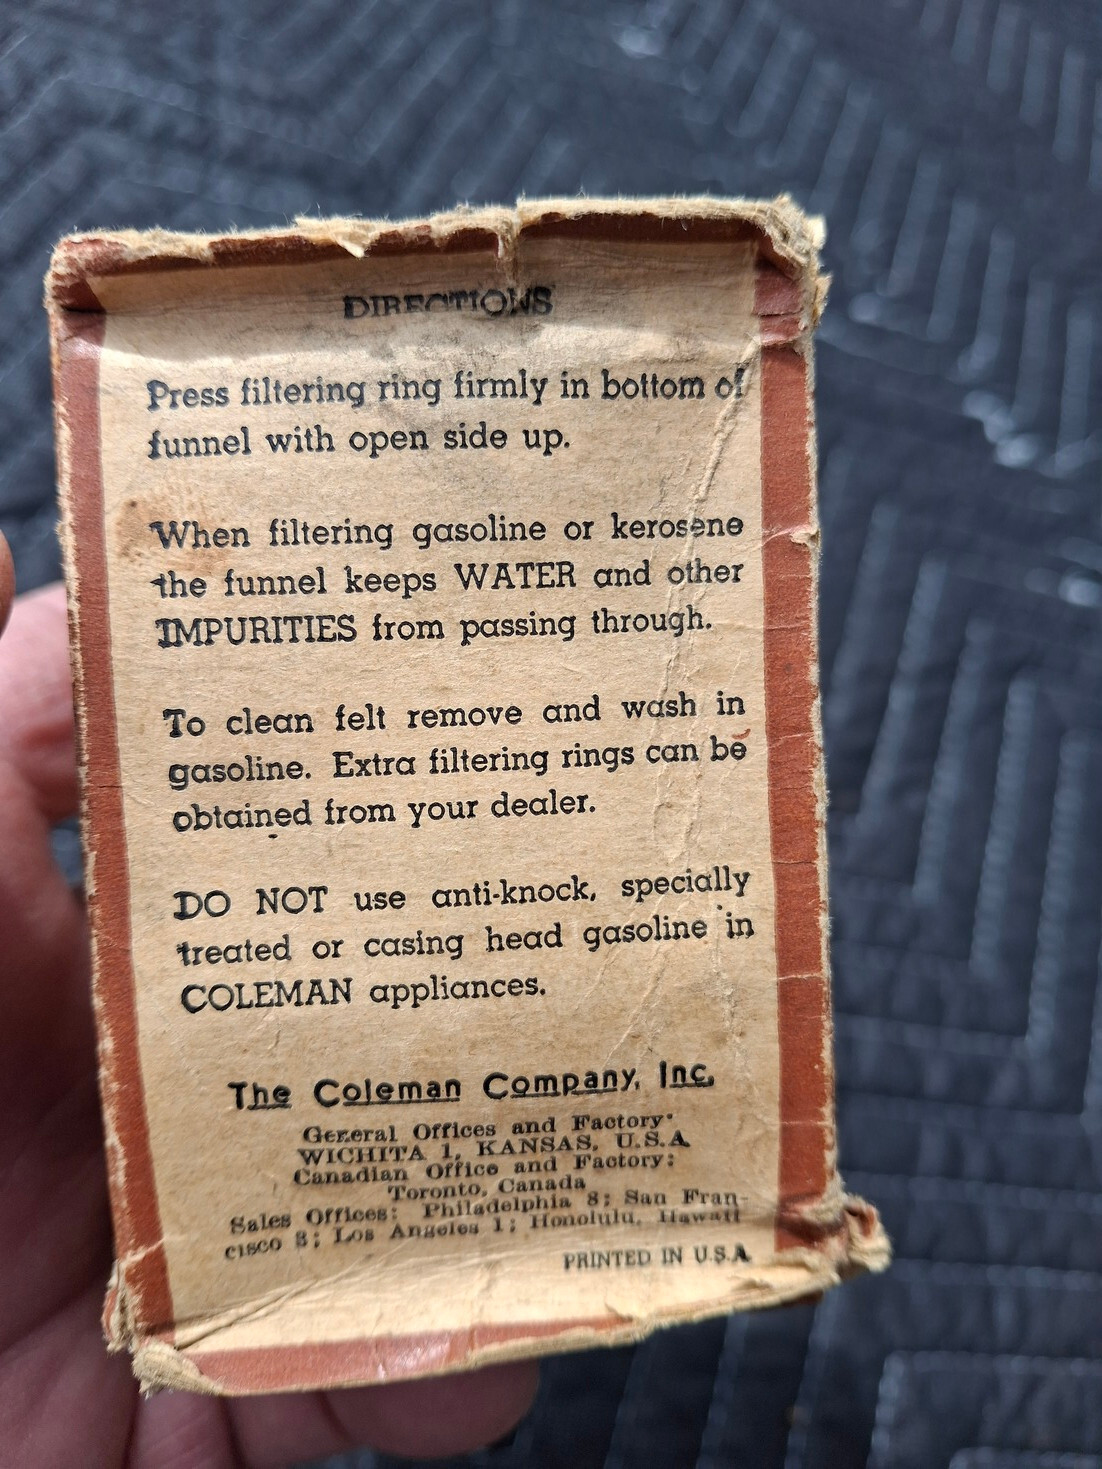 DIRECTIONS
Press filtering ring firmly in bottom of
funnel with open side up.
When filtering gasoline or kerosene
the funnel keeps WATER and other
IMPURITIES from passing through.
To clean felt remove and wash in
gasoline. Extra filtering rings can be
obtained from your dealer.
DO NOT use anti-knock, specially
treated or casing head gasoline in
COLEMAN appliances.
The Coleman Company, Inc.
General Offices and Factory:
WICHITA 1, KANSAS, U.S.A
Canadian Office and Factory:
Toronto, Canada
Sales Offices: Philadelphia 8; San Fran-
cisco 3; Los Angeles 1; Honolulu, Hawaii
PRINTED IN U.S.A.